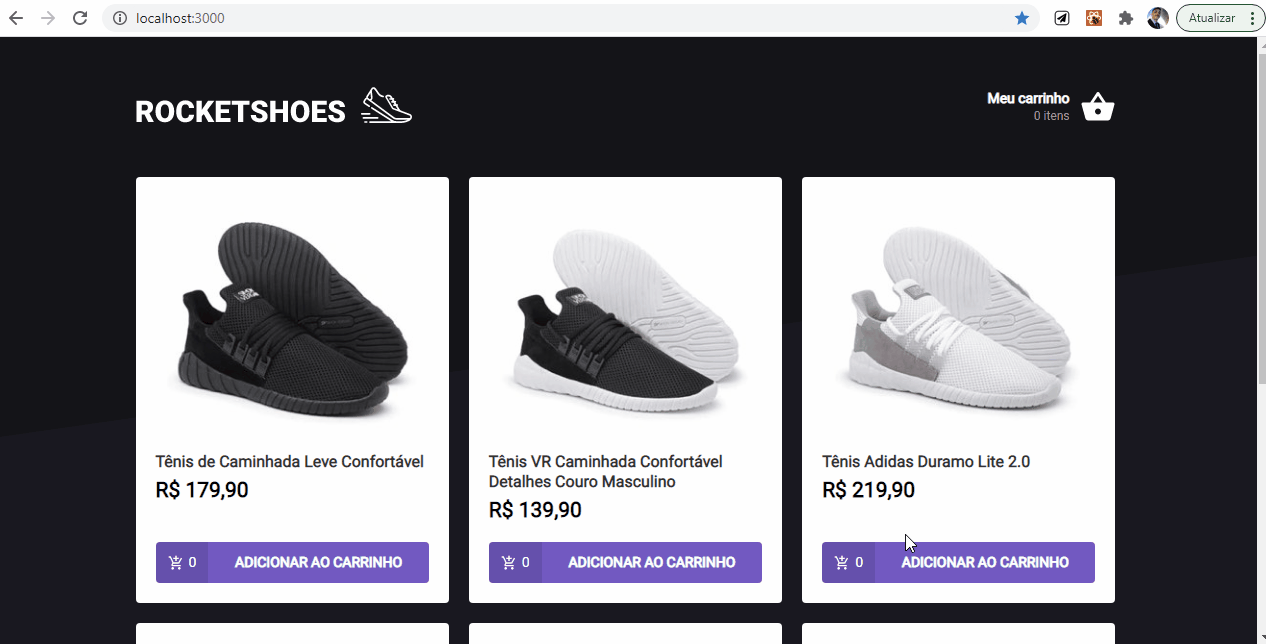 localhost:3000
Atualizar
ROCKETSHOES
Meu carrinho
0 itens
Tênis de Caminhada Leve Confortável
R$ 179,90
0 ADICIONAR AO CARRINHO
Tênis VR Caminhada Confortável
Detalhes Couro Masculino
R$ 139,90
0 ADICIONAR AO CARRINHO
Tênis Adidas Duramo Lite 2.0
R$ 219,90
0 ADICIONAR AO CARRINHO